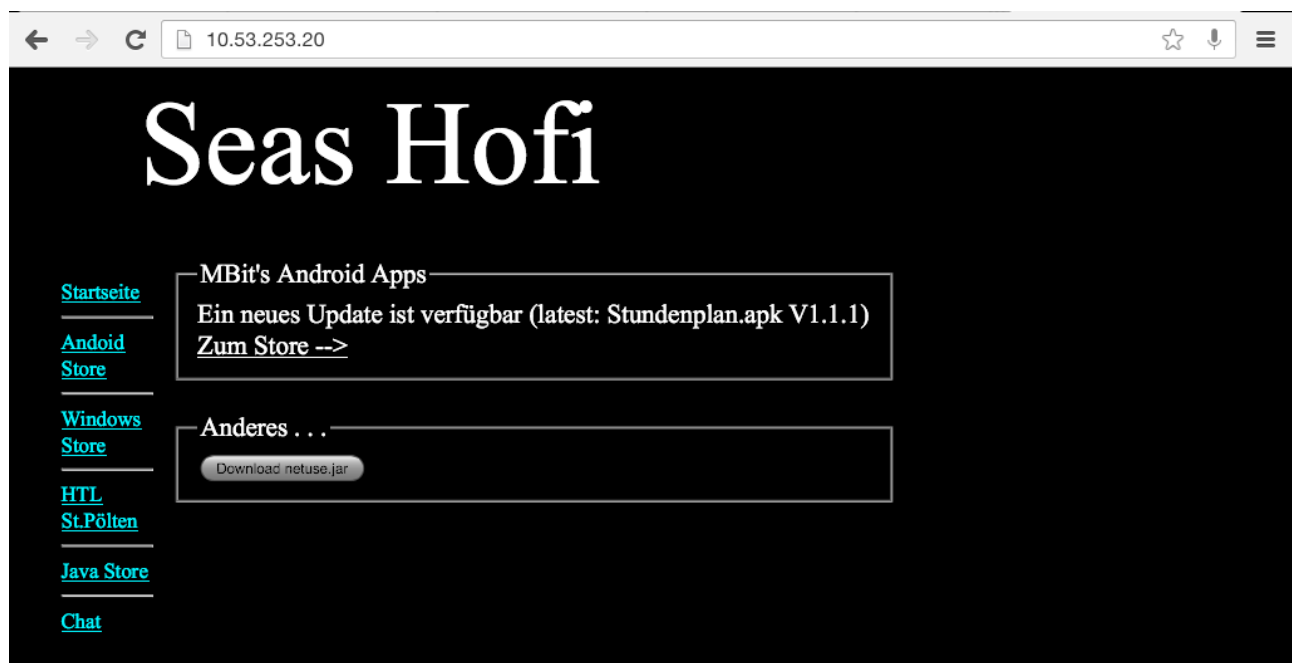 10.53.253.20
Seas Hofi
Startseite
Andoid
Store
Windows
Store
HTL
St.Pölten
Java Store
Chat
MBit's Android Apps
Ein neues Update ist verfügbar (latest: Stundenplan.apk V1.1.1)
Zum Store -->
Anderes . . .
Download netuse.jar